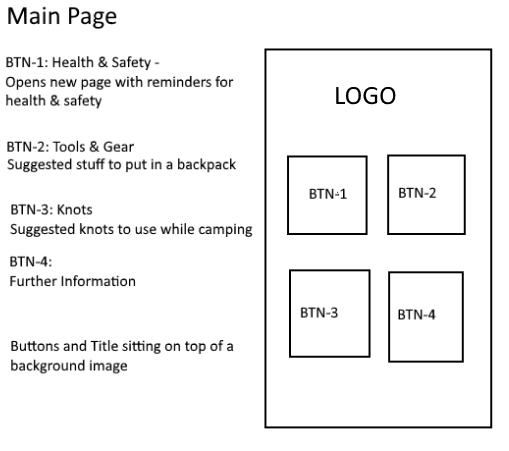 Main Page
BTN-1: Health & Safety -
Opens new page with reminders for
health & safety
BTN-2: Tools & Gear
Suggested stuff to put in a backpack
BTN-3: Knots
Suggested knots to use while camping
BTN-4:
Further Information
Buttons and Title sitting on top of a
background image
LOGO
BTN-1
BTN-2
BTN-3
BTN-4